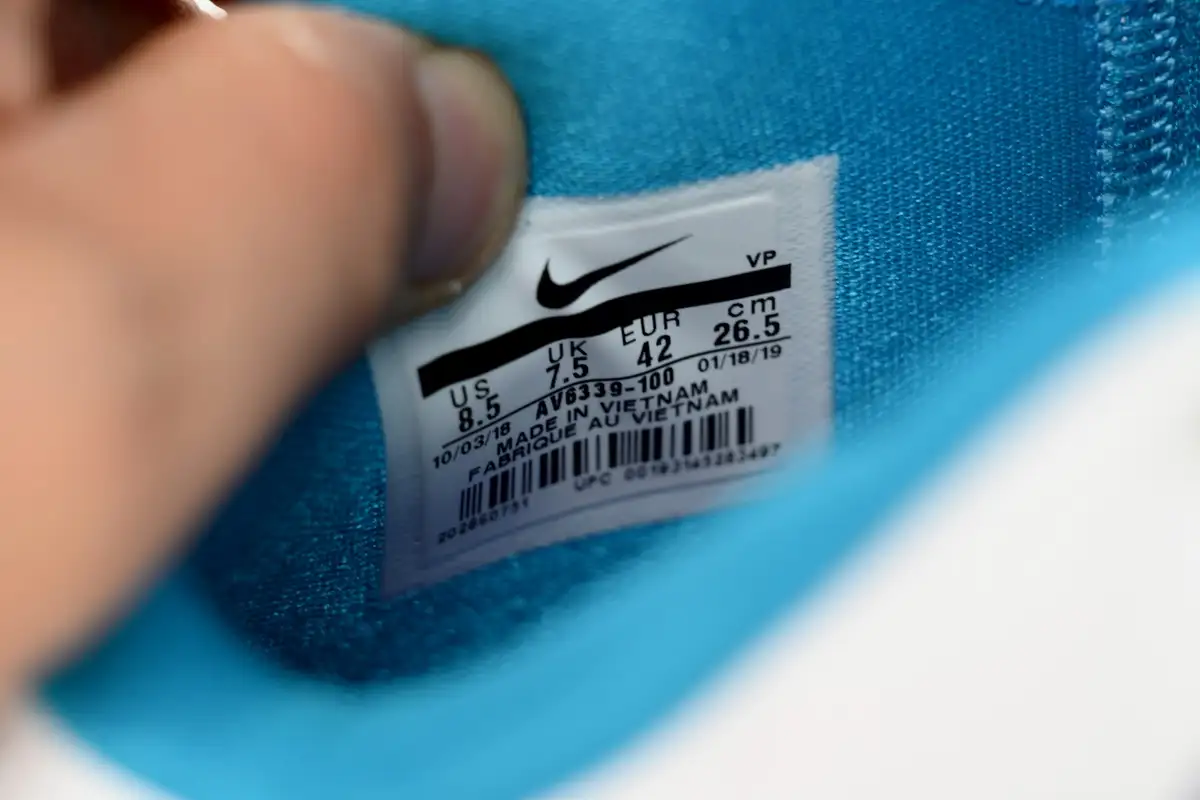 VP
US UK EUR cm
8.5 7.5 42 26.5
10/03/18 AV6339-100 01/18/19
MADE IN VIETNAM
FABRIQUE AU VIETNAM
UPC